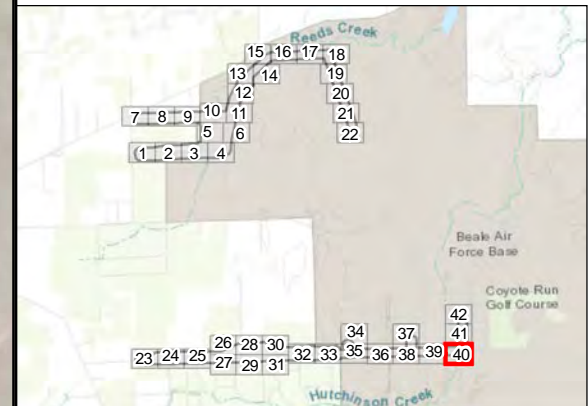 Reeds Creek
15 16 17 18
13 14 19
12 20
7 8 9 10 11 21
5 6 22
1 2 3 4
Beale Air
Force Base
Coyote Run
Golf Course
42
34 37 41
26 28 30
23 24 25 27 29 31 32 33 35 36 38 39 40
Hutchinson Creek